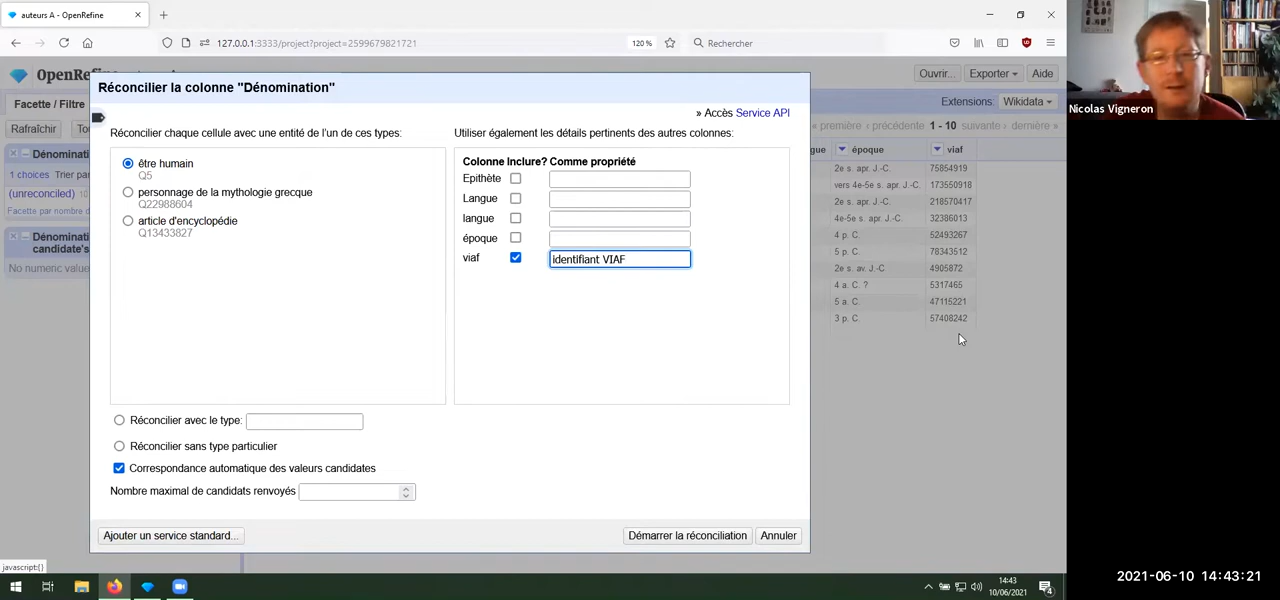 auteurs A - OpenRefine
127.0.0.1:3333/project?project=2599679821721
120 %
Rechercher
OpenRefine
Ouvrir...
Exporter
Aide
Facette / Filtre
Extensions:
Wikidata
Rafraîchir
« première ‹ précédente 1 - 10 suivante › dernière »
époque
viaf
Dénominati
1 choices Trier par
(unreconciled)
Facette par nombre d
Dénominati
candidate's
No numeric value
Réconcilier la colonne "Dénomination"
» Accès Service API
Réconcilier chaque cellule avec une entité de l'un de ces types:
être humain
Q5
personnage de la mythologie grecque
Q22988604
article d'encyclopédie
Q13433827
Utiliser également les détails pertinents des autres colonnes:
Colonne Inclure? Comme propriété
Epithète
Langue
langue
époque
viaf
identifiant VIAF
Réconcilier avec le type:
Réconcilier sans type particulier
Correspondance automatique des valeurs candidates
Nombre maximal de candidats renvoyés
Ajouter un service standard...
Démarrer la réconciliation
Annuler
2e s. apr. J.-C. 75854919
vers 4e-5e s. apr. J.-C. 173550918
2e s. apr. J.-C. 218570417
4e-5e s. apr. J.-C. 32386013
4 p. C. 52493267
5 p. C. 78343512
2e s. av. J.-C 4905872
4 a. C. ? 5317465
5 a. C. 47115221
3 p. C. 57408242
Nicolas Vigneron
javascript:{}
14:43
10/06/2021
4
2021-06-10 14:43:21